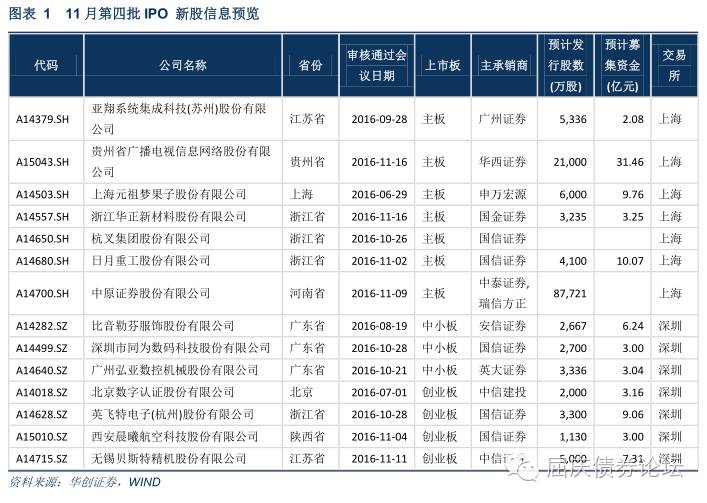 图表 1 11 月第四批 IPO 新股信息预览
代码 公司名称 省份 审核通过会议日期 上市板 主承销商 预计发行股数(万股) 预计募集资金(亿元) 交易所
A14379.SH 亚翔系统集成科技(苏州)股份有限公司 江苏省 2016-09-28 主板 广州证券 5,336 2.08 上海
A15043.SH 贵州省广播电视信息网络股份有限公司 贵州省 2016-11-16 主板 华西证券 21,000 31.46 上海
A14503.SH 上海元祖梦果子股份有限公司 上海 2016-06-29 主板 申万宏源 6,000 9.76 上海
A14557.SH 浙江华正新材料股份有限公司 浙江省 2016-11-16 主板 国金证券 3,235 3.25 上海
A14650.SH 杭叉集团股份有限公司 浙江省 2016-10-26 主板 国信证券 上海
A14680.SH 日月重工股份有限公司 浙江省 2016-11-02 主板 国信证券 4,100 10.07 上海
A14700.SH 中原证券股份有限公司 河南省 2016-11-09 主板 中泰证券,瑞信方正 87,721 上海
A14282.SZ 比音勒芬服饰股份有限公司 广东省 2016-08-19 中小板 安信证券 2,667 6.24 深圳
A14499.SZ 深圳市同为数码科技股份有限公司 广东省 2016-10-28 中小板 国信证券 2,700 3.00 深圳
A14640.SZ 广州弘亚数控机械股份有限公司 广东省 2016-10-21 中小板 英大证券 3,336 3.04 深圳
A14018.SZ 北京数字认证股份有限公司 北京 2016-07-01 创业板 中信建投 2,000 3.16 深圳
A14628.SZ 英飞特电子(杭州)股份有限公司 浙江省 2016-10-28 创业板 国信证券 3,300 9.06 深圳
A15010.SZ 西安晨曦航空科技股份有限公司 陕西省 2016-11-04 创业板 国信证券 1,130 3.00 深圳
A14715.SZ 无锡贝斯特精机股份有限公司 江苏省 2016-11-11 创业板 中信 5,000 7.31 深圳
资料来源：华创证券，WIND
屈庆债券论坛